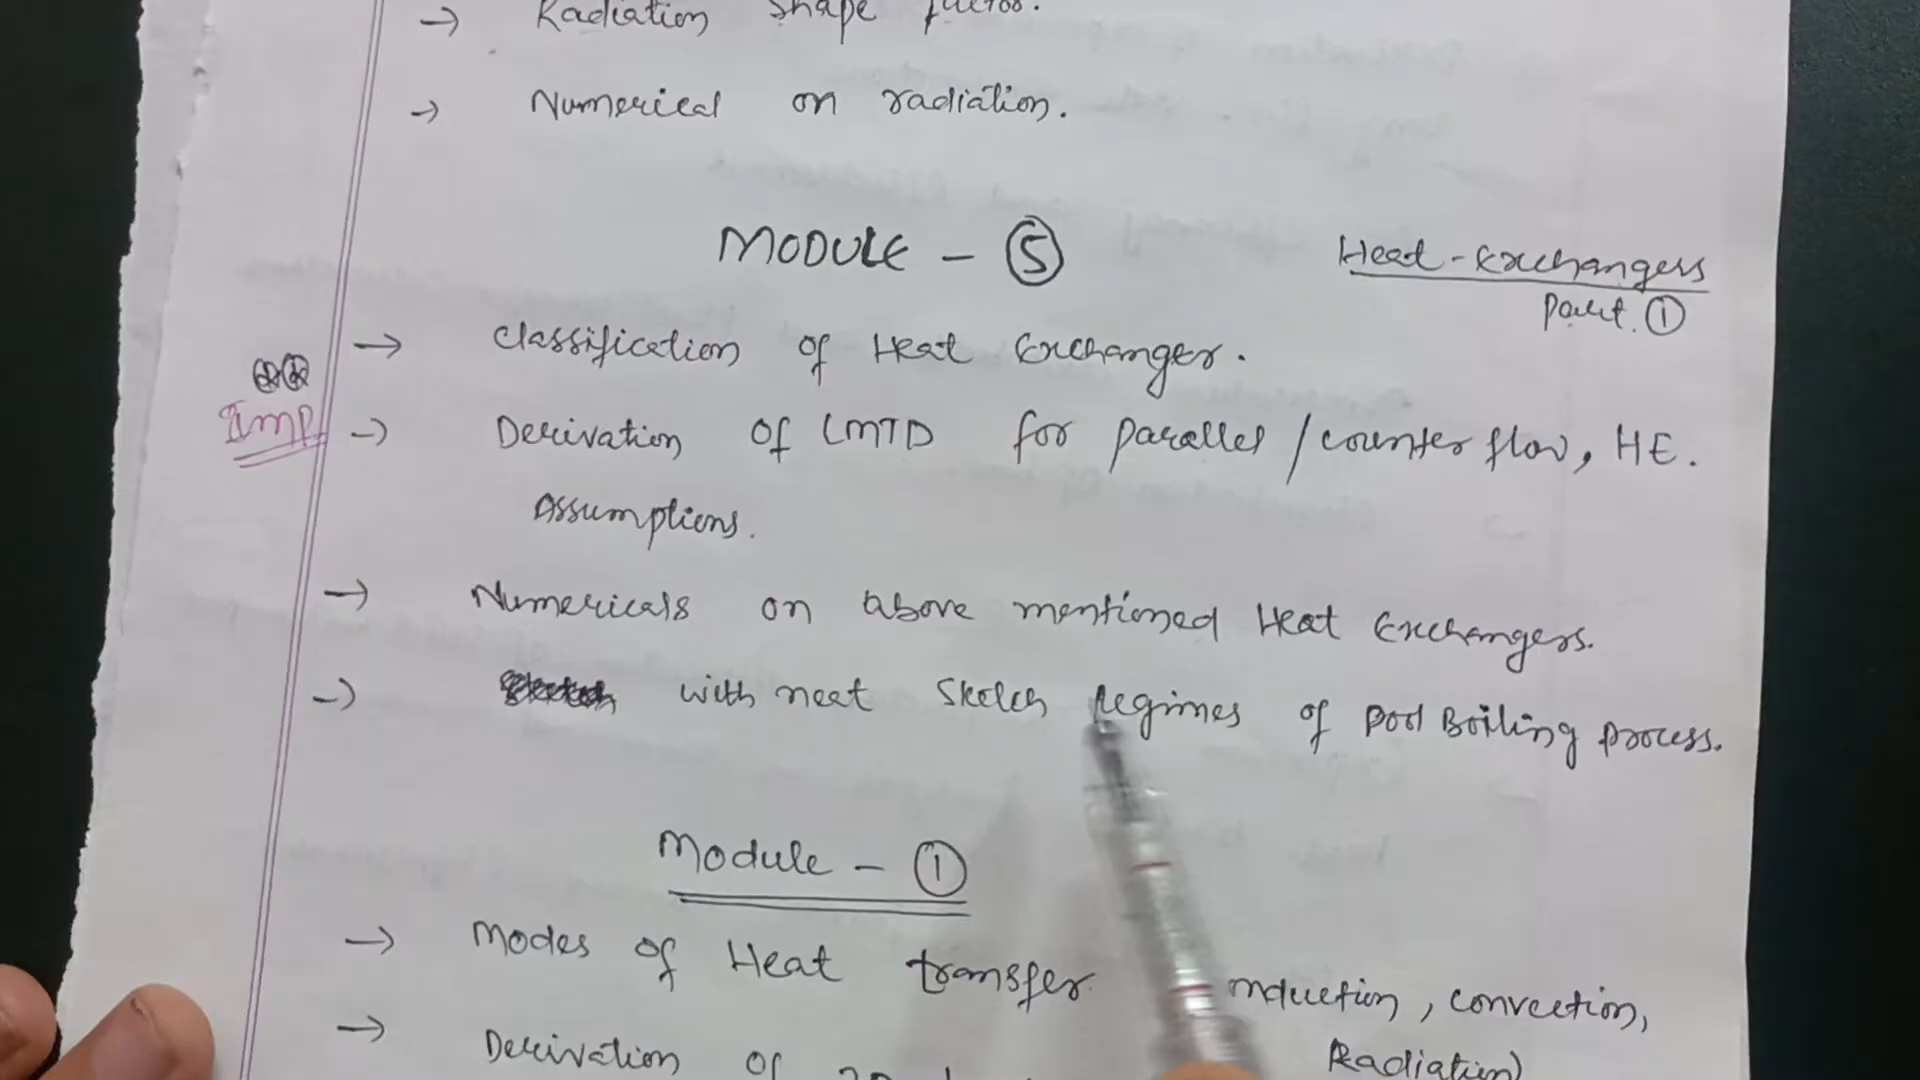 → Radiation shape factor.
→ Numerical on radiation.
MODULE - ⑤
Heat-Exchangers
Part. ①
→ classification of Heat Exchanger.
Imp → Derivation of LMTD for parallel / counter flow, HE.
Assumptions.
→ Numericals on above mentioned Heat Exchangers.
→ with neat Sketch regimes of pool Boiling process.
Module - ①
→ Modes of Heat transfer nduction, convection,
Radiation)
→ Derivation of